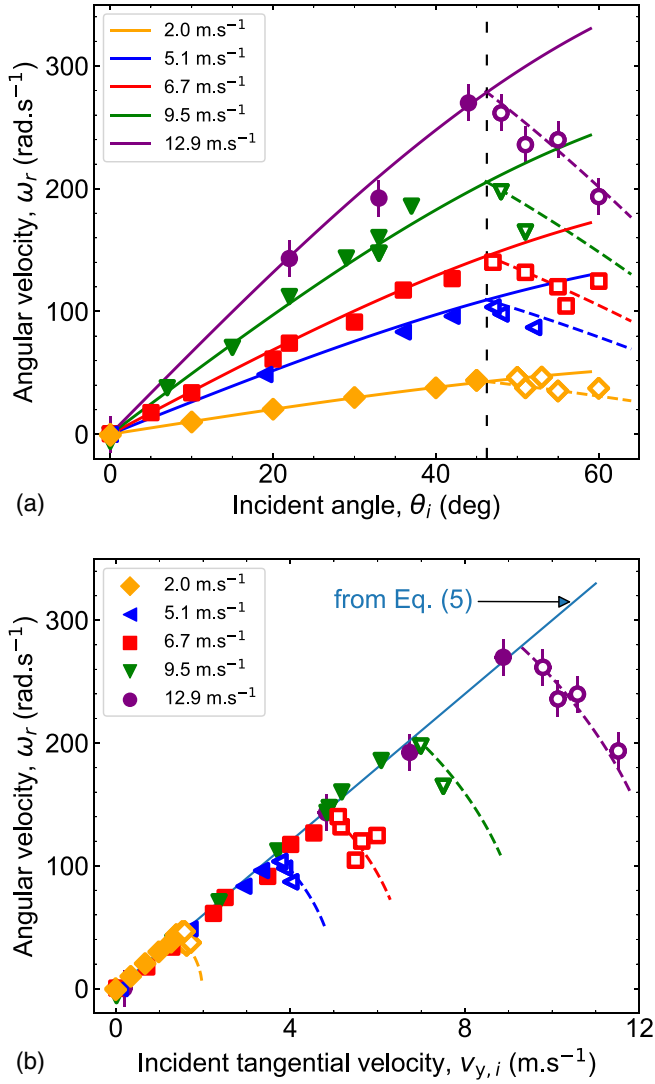 300
200
100
0
Angular velocity, ωr (rad.s⁻¹)
2.0 m.s⁻¹
5.1 m.s⁻¹
6.7 m.s⁻¹
9.5 m.s⁻¹
12.9 m.s⁻¹
0 20 40 60
(a) Incident angle, θi (deg)
300
200
100
0
Angular velocity, ωr (rad.s⁻¹)
2.0 m.s⁻¹
5.1 m.s⁻¹
6.7 m.s⁻¹
9.5 m.s⁻¹
12.9 m.s⁻¹
from Eq. (5)
0 4 8 12
(b) Incident tangential velocity, vy, i (m.s⁻¹)